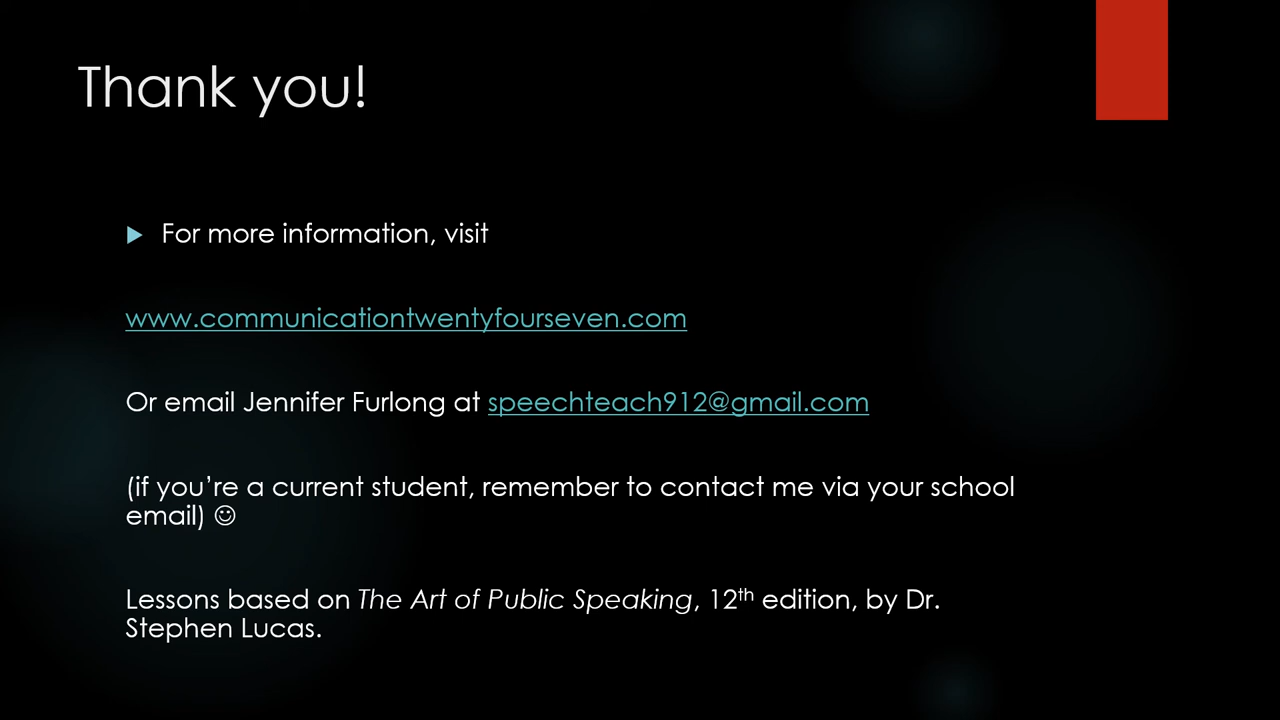 Thank you!
For more information, visit
www.communicationtwentyfourseven.com
Or email Jennifer Furlong at speechteach912@gmail.com
(if you’re a current student, remember to contact me via your school
email) ☺
Lessons based on The Art of Public Speaking, 12th edition, by Dr.
Stephen Lucas.